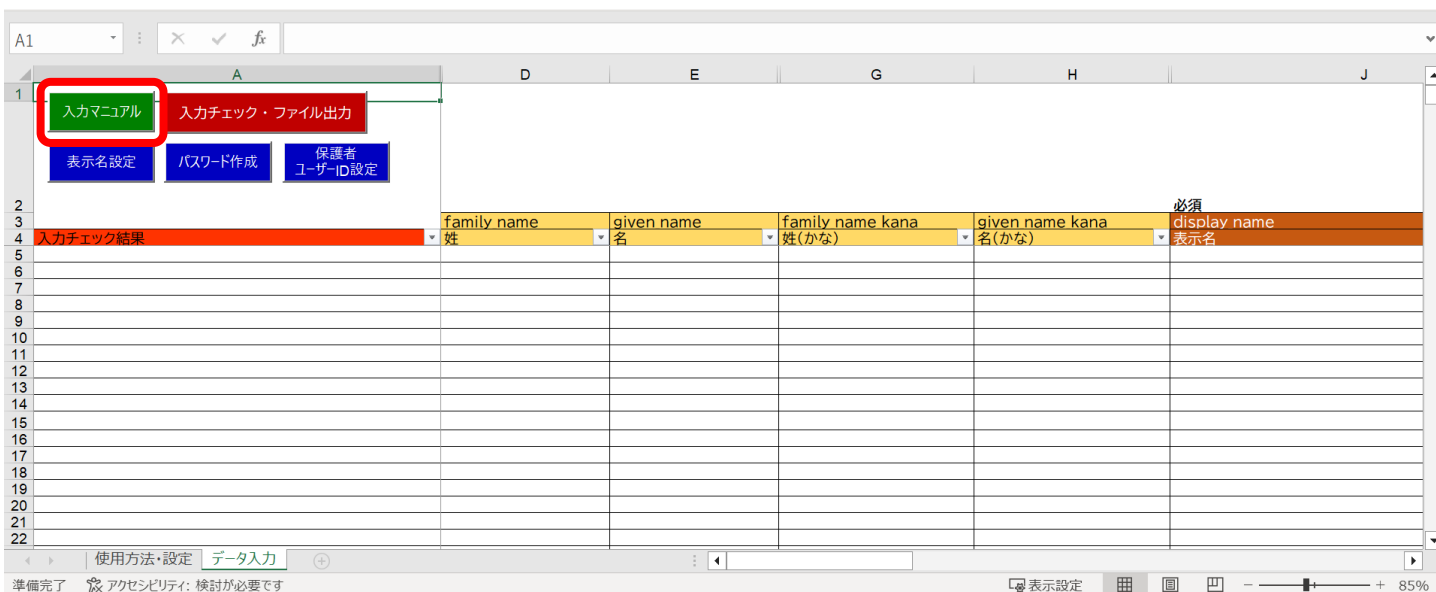 A1
fx
A D E G H J
1
入力マニュアル 入力チェック・ファイル出力
表示名設定 パスワード作成 保護者
ユーザーID設定
2 必須
3 family name given name family name kana given name kana display name
4 入力チェック結果 姓 名 姓(かな) 名(かな) 表示名
5
6
7
8
9
10
11
12
13
14
15
16
17
18
19
20
21
22
使用方法・設定 データ入力
準備完了 アクセシビリティ: 検討が必要です 表示設定 85%